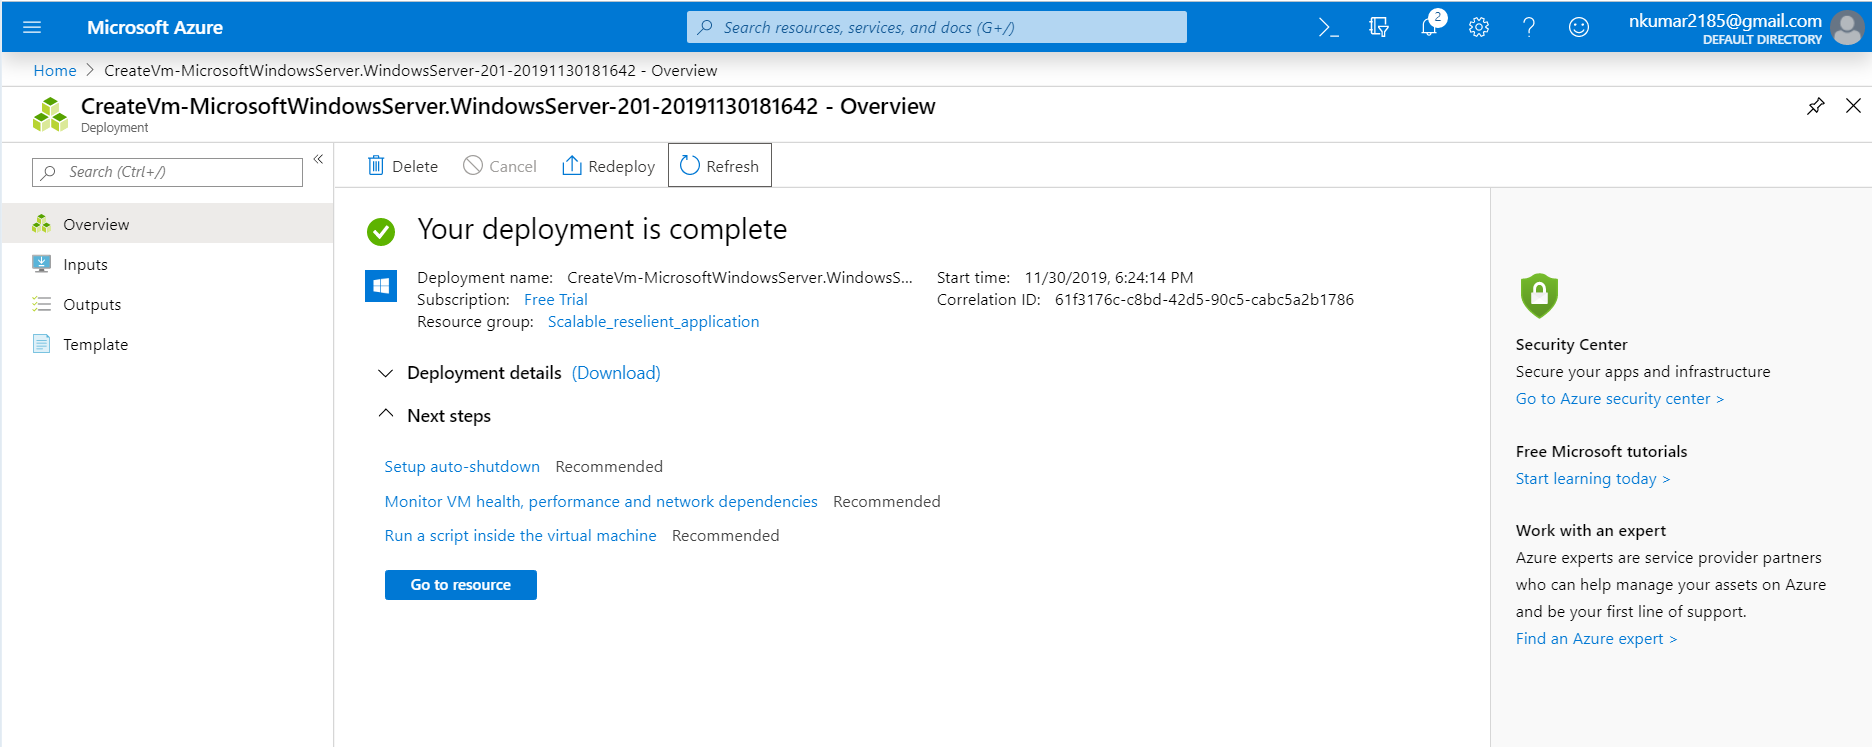 Microsoft Azure
Search resources, services, and docs (G+/)
2
nkumar2185@gmail.com
DEFAULT DIRECTORY
Home > CreateVm-MicrosoftWindowsServer.WindowsServer-201-20191130181642 - Overview
CreateVm-MicrosoftWindowsServer.WindowsServer-201-20191130181642 - Overview
Deployment
Search (Ctrl+/)
«
Overview
Inputs
Outputs
Template
Delete Cancel Redeploy Refresh
Your deployment is complete
Deployment name: CreateVm-MicrosoftWindowsServer.WindowsS...
Subscription: Free Trial
Resource group: Scalable_reselient_application
Start time: 11/30/2019, 6:24:14 PM
Correlation ID: 61f3176c-c8bd-42d5-90c5-cabc5a2b1786
Deployment details (Download)
Next steps
Setup auto-shutdown Recommended
Monitor VM health, performance and network dependencies Recommended
Run a script inside the virtual machine Recommended
Go to resource
Security Center
Secure your apps and infrastructure
Go to Azure security center >
Free Microsoft tutorials
Start learning today >
Work with an expert
Azure experts are service provider partners
who can help manage your assets on Azure
and be your first line of support.
Find an Azure expert >